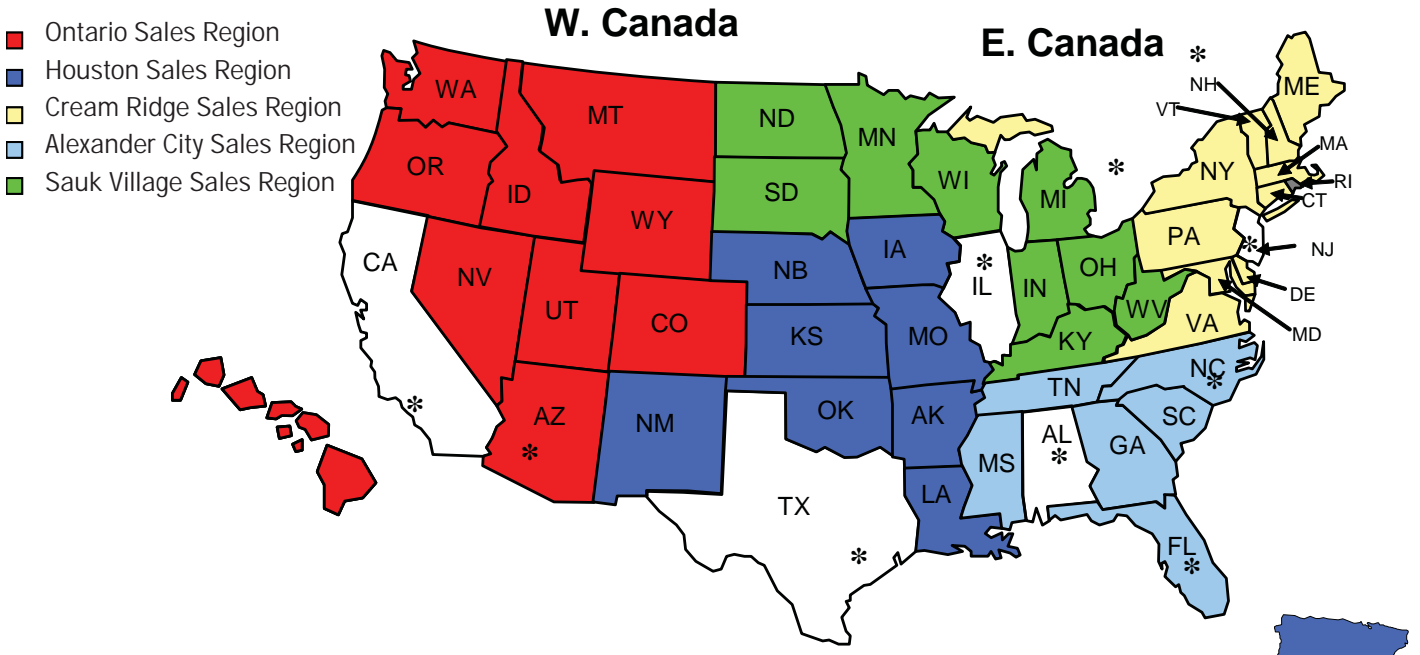 W. Canada
E. Canada
Ontario Sales Region
Houston Sales Region
Cream Ridge Sales Region
Alexander City Sales Region
Sauk Village Sales Region
*
WA
MT
ND
MN
NH
ME
VT
OR
ID
SD
WI
MI
*
NY
MA
RI
CT
WY
CA
NV
NB
IA
IL
*
IN
OH
PA
*
NJ
UT
CO
KS
MO
KY
WV
VA
DE
MD
*
AZ
*
NM
OK
AK
TN
NC
*
SC
MS
AL
*
GA
TX
*
LA
FL
*